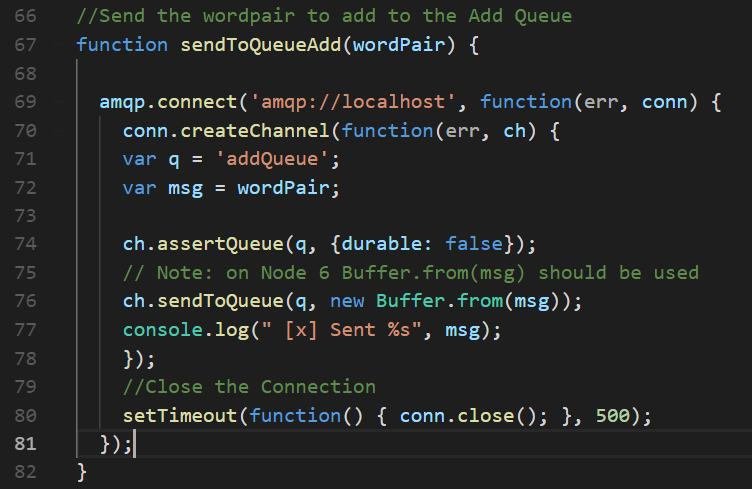 66 //Send the wordpair to add to the Add Queue
67 function sendToQueueAdd(wordPair) {
68
69 amqp.connect('amqp://localhost', function(err, conn) {
70 conn.createChannel(function(err, ch) {
71 var q = 'addQueue';
72 var msg = wordPair;
73
74 ch.assertQueue(q, {durable: false});
75 // Note: on Node 6 Buffer.from(msg) should be used
76 ch.sendToQueue(q, new Buffer.from(msg));
77 console.log(" [x] Sent %s", msg);
78 });
79 //Close the Connection
80 setTimeout(function() { conn.close(); }, 500);
81 });
82 }